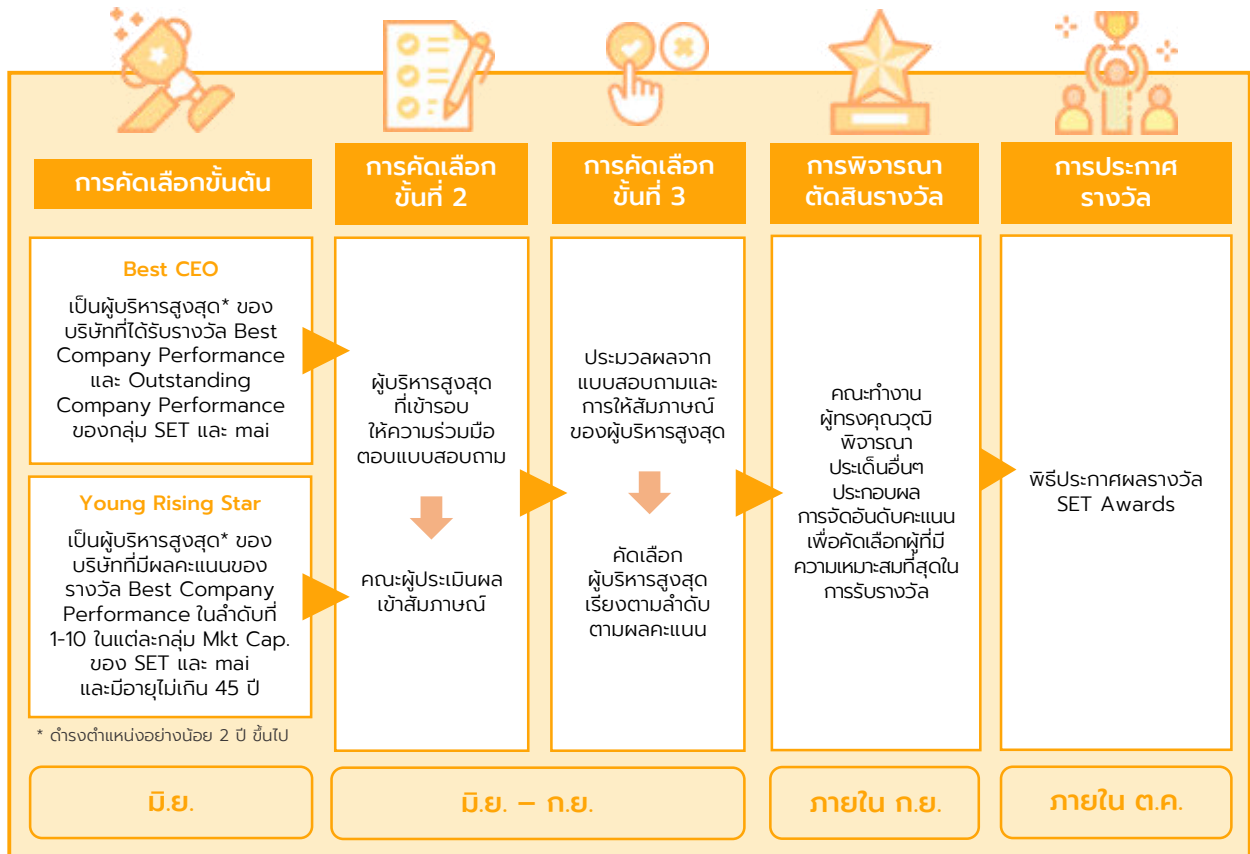 การคัดเลือกขั้นต้น
Best CEO
เป็นผู้บริหารสูงสุด* ของ
บริษัทที่ได้รับรางวัล Best
Company Performance
และ Outstanding
Company Performance
ของกลุ่ม SET และ mai
Young Rising Star
เป็นผู้บริหารสูงสุด* ของ
บริษัทที่มีผลคะแนนของ
รางวัล Best Company
Performance ในลำดับที่
1-10 ในแต่ละกลุ่ม Mkt Cap.
ของ SET และ mai
และมีอายุไม่เกิน 45 ปี
* ดำรงตำแหน่งอย่างน้อย 2 ปี ขึ้นไป
มิ.ย.
การคัดเลือก
ขั้นที่ 2
ผู้บริหารสูงสุด
ที่เข้ารอบ
ให้ความร่วมมือ
ตอบแบบสอบถาม
คณะผู้ประเมินผล
เข้าสัมภาษณ์
การคัดเลือก
ขั้นที่ 3
ประมวลผลจาก
แบบสอบถามและ
การให้สัมภาษณ์
ของผู้บริหารสูงสุด
คัดเลือก
ผู้บริหารสูงสุด
เรียงตามลำดับ
ตามผลคะแนน
มิ.ย. – ก.ย.
การพิจารณา
ตัดสินรางวัล
คณะทำงาน
ผู้ทรงคุณวุฒิ
พิจารณา
ประเด็นอื่นๆ
ประกอบผล
การจัดอันดับคะแนน
เพื่อคัดเลือกผู้ที่มี
ความเหมาะสมที่สุดใน
การรับรางวัล
ภายใน ก.ย.
การประกาศ
รางวัล
พิธีประกาศผลรางวัล
SET Awards
ภายใน ต.ค.